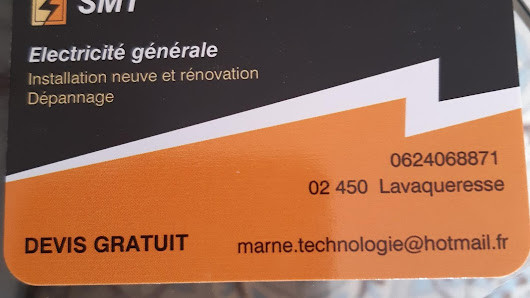 SMT
Electricité générale
Installation neuve et rénovation
Dépannage
0624068871
02 450 Lavaqueresse
DEVIS GRATUIT
marne.technologie@hotmail.fr